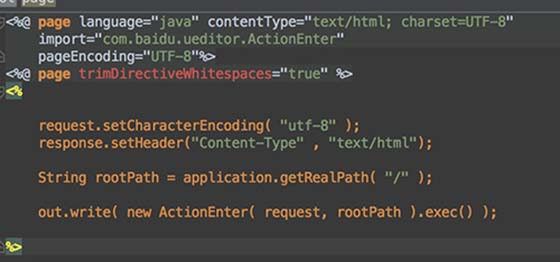 <%@ page language="java" contentType="text/html; charset=UTF-8"
import="com.baidu.ueditor.ActionEnter"
pageEncoding="UTF-8"%>
<%@ page trimDirectiveWhitespaces="true" %>
<%
request.setCharacterEncoding( "utf-8" );
response.setHeader("Content-Type" , "text/html");
String rootPath = application.getRealPath( "/" );
out.write( new ActionEnter( request, rootPath ).exec() );
%>